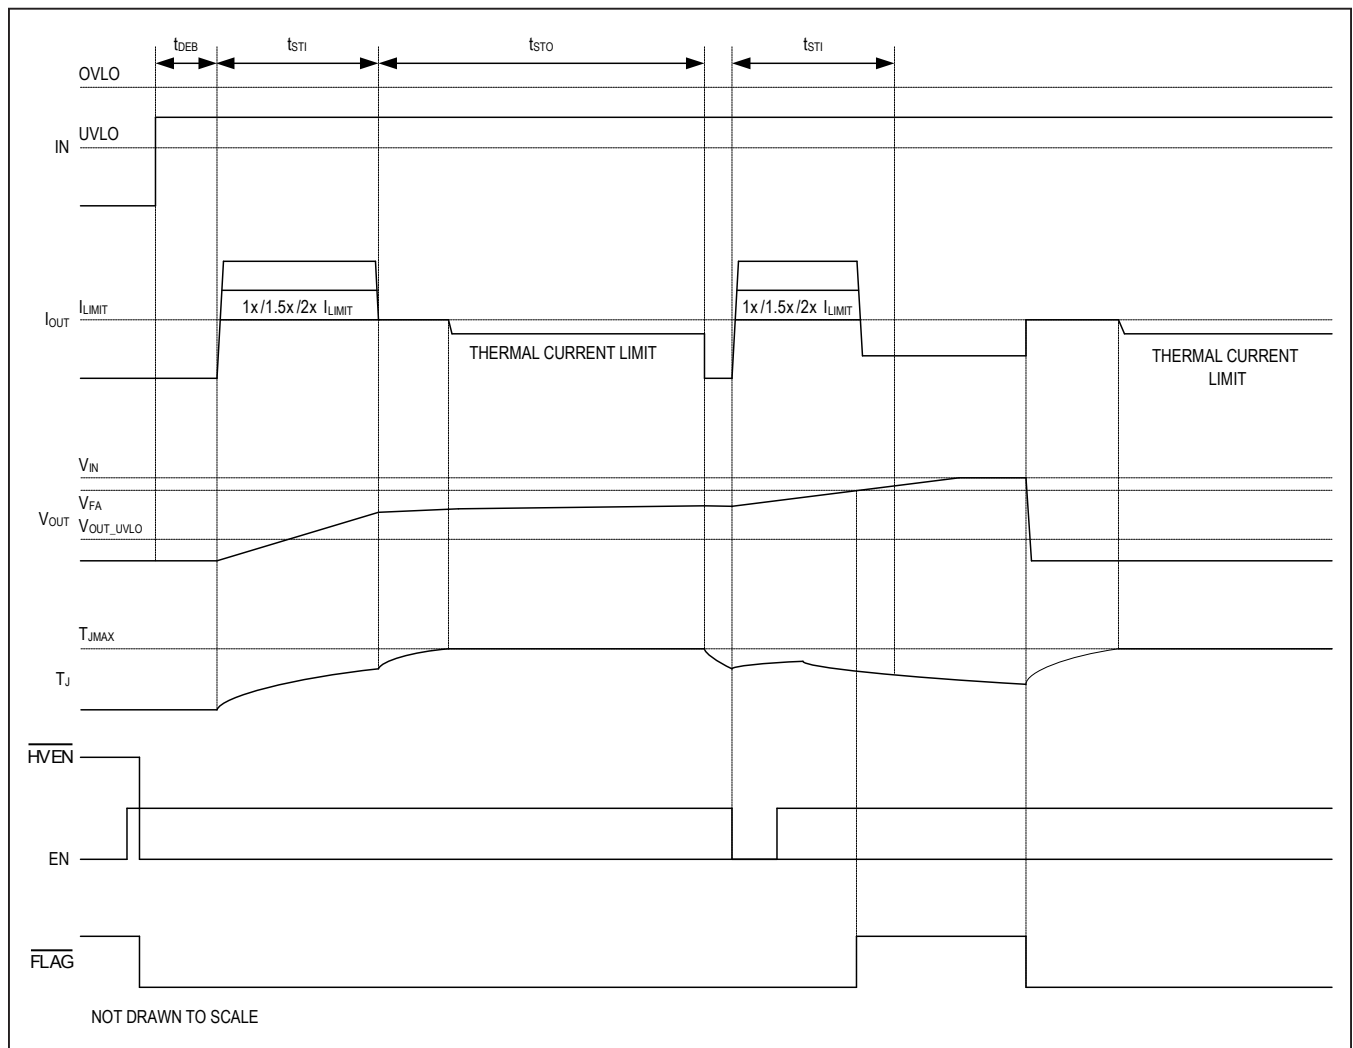 tDEB
tSTI
tSTO
tSTI
OVLO
UVLO
IN
ILIMIT
IOUT
1x/1.5x/2x ILIMIT
1x/1.5x/2x ILIMIT
THERMAL CURRENT LIMIT
THERMAL CURRENT
LIMIT
VIN
VFA
VOUT
VOUT_UVLO
TJMAX
TJ
HVEN
EN
FLAG
NOT DRAWN TO SCALE